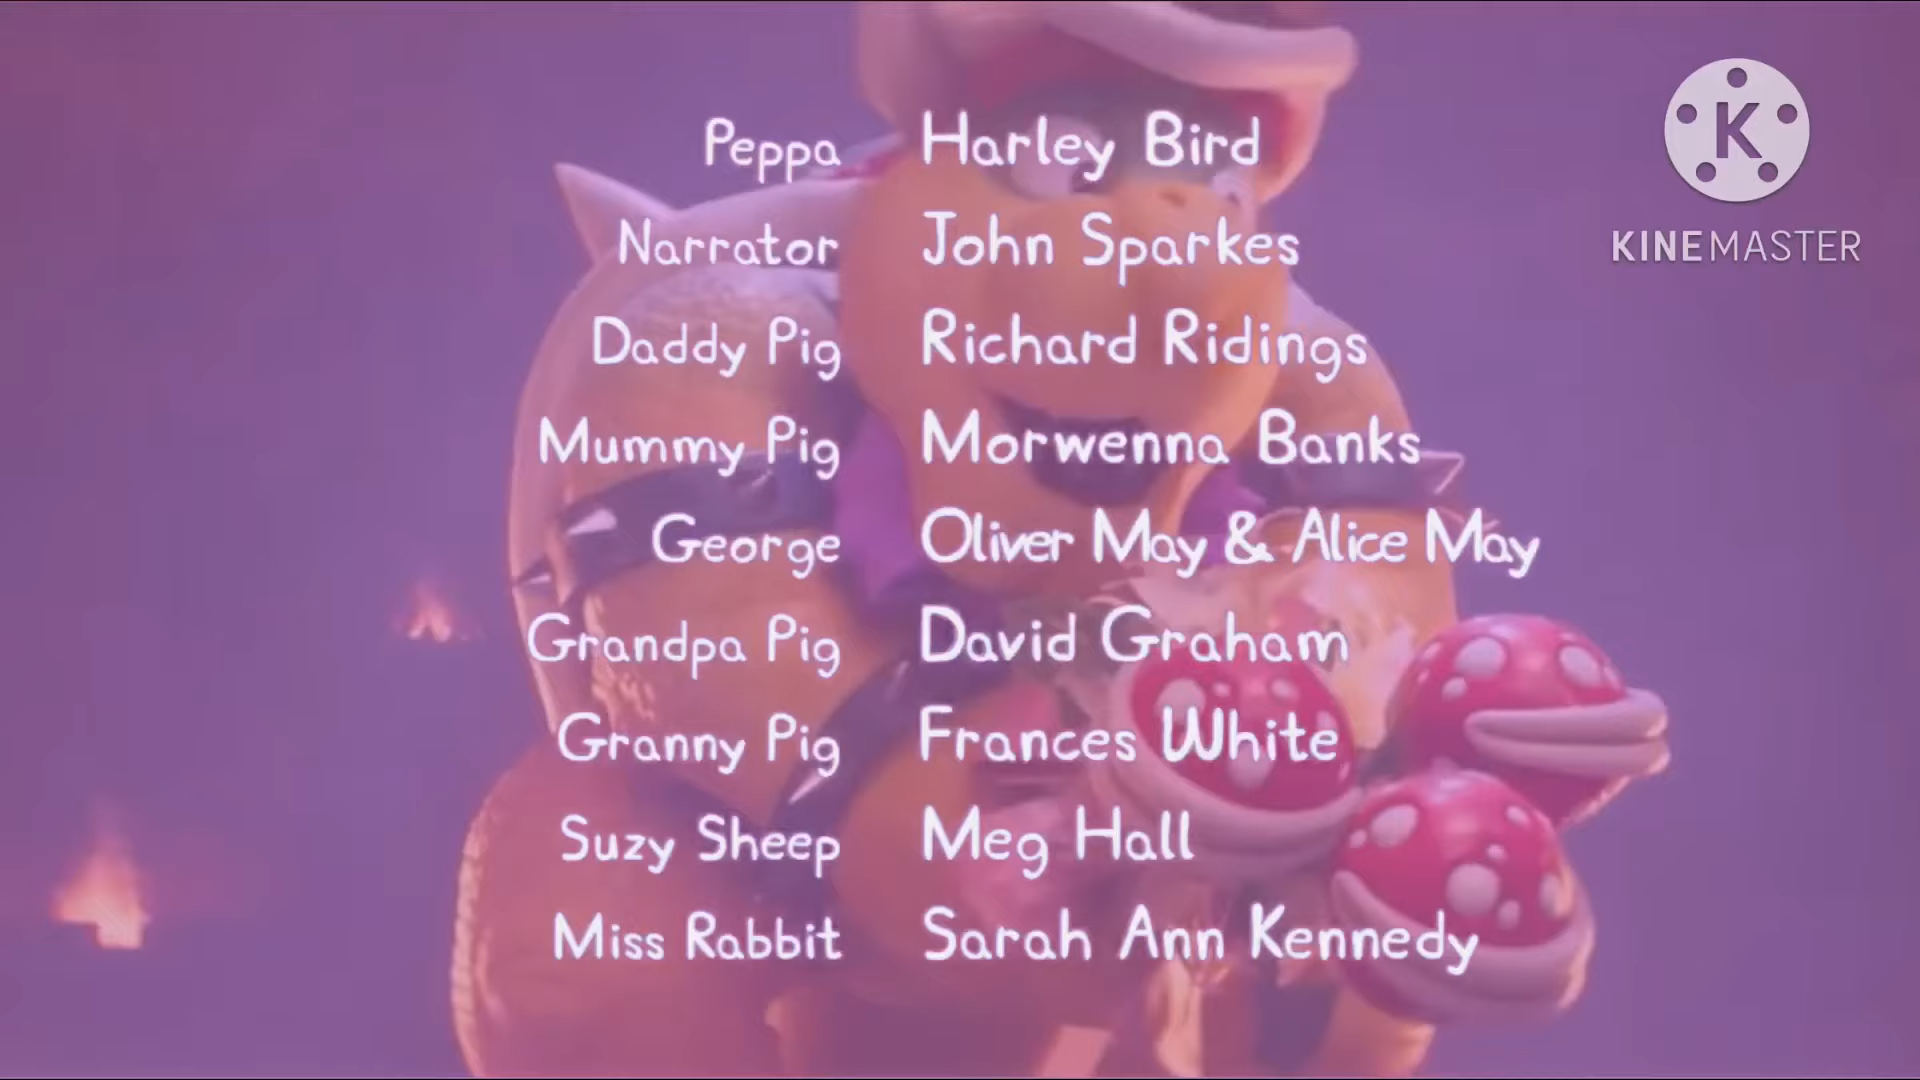 Peppa Harley Bird
Narrator John Sparkes
Daddy Pig Richard Ridings
Mummy Pig Morwenna Banks
George Oliver May & Alice May
Grandpa Pig David Graham
Granny Pig Frances White
Suzy Sheep Meg Hall
Miss Rabbit Sarah Ann Kennedy
K
KINEMASTER